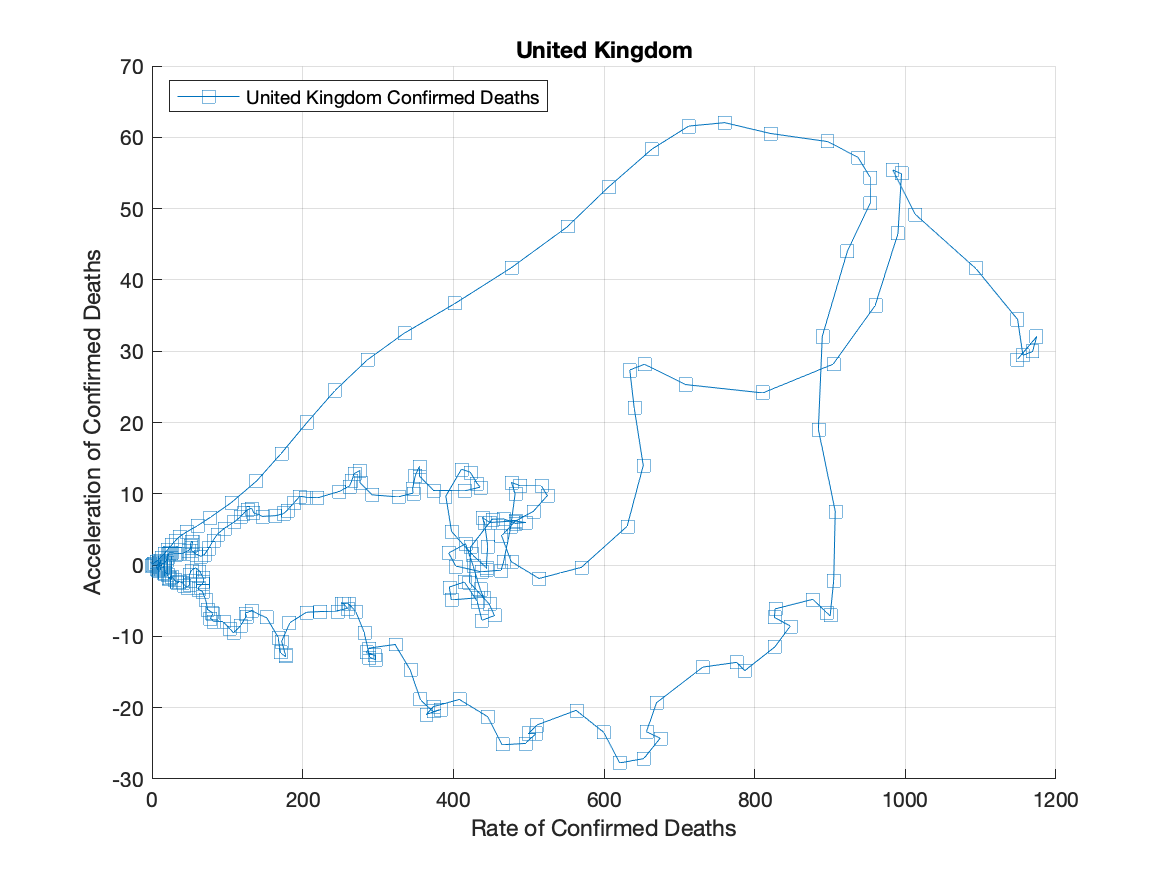 United Kingdom
70
United Kingdom Confirmed Deaths
60
50
40
30
20
10
0
-10
-20
-30
Acceleration of Confirmed Deaths
0 200 400 600 800 1000 1200
Rate of Confirmed Deaths